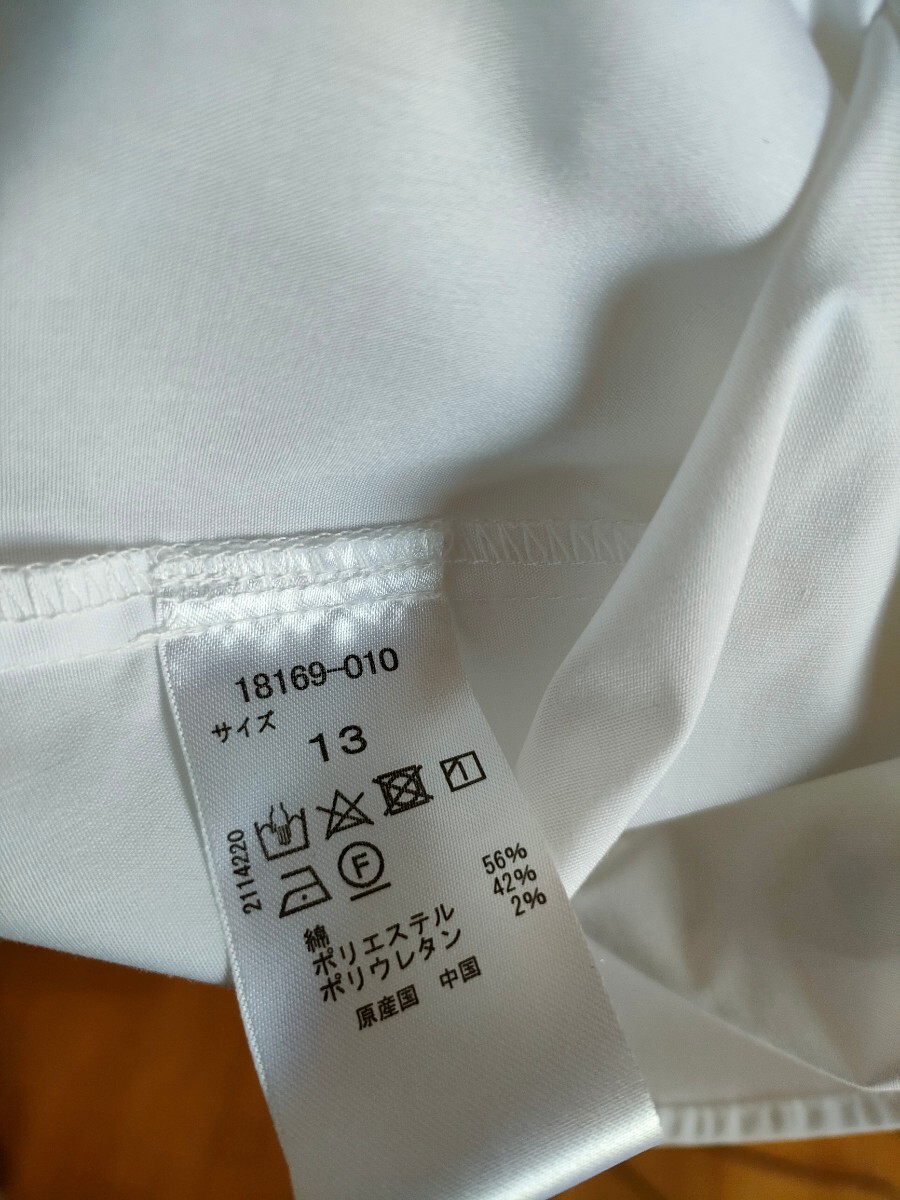 18169-010
サイズ
13
2114220
F
綿 56%
ポリエステル 42%
ポリウレタン 2%
原産国 中国